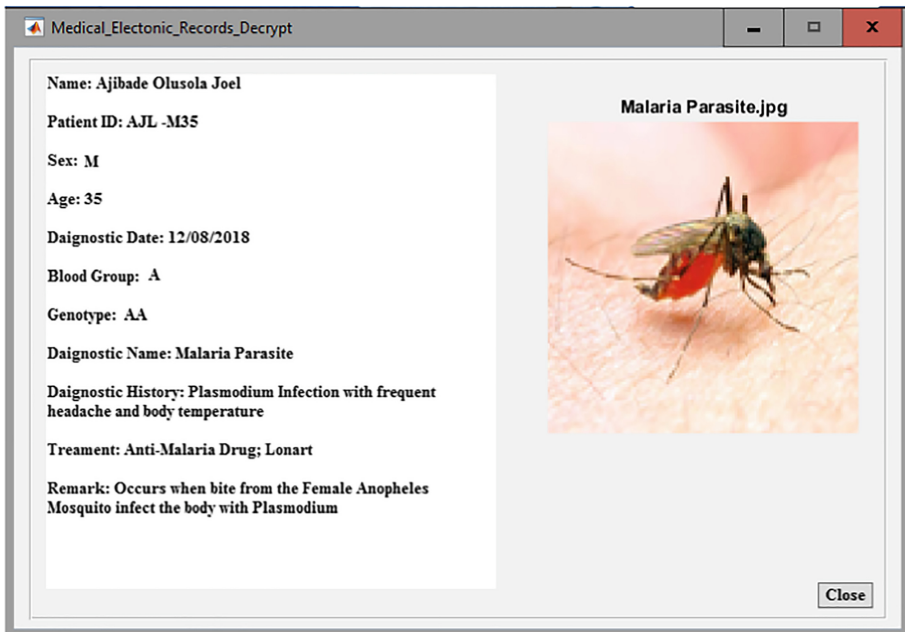 Medical_Electonic_Records_Decrypt
Name: Ajibade Olusola Joel
Patient ID: AJL -M35
Sex: M
Age: 35
Daignostic Date: 12/08/2018
Blood Group: A
Genotype: AA
Daignostic Name: Malaria Parasite
Daignostic History: Plasmodium Infection with frequent
headache and body temperature
Treament: Anti-Malaria Drug; Lonart
Remark: Occurs when bite from the Female Anopheles
Mosquito infect the body with Plasmodium
Malaria Parasite.jpg
Close